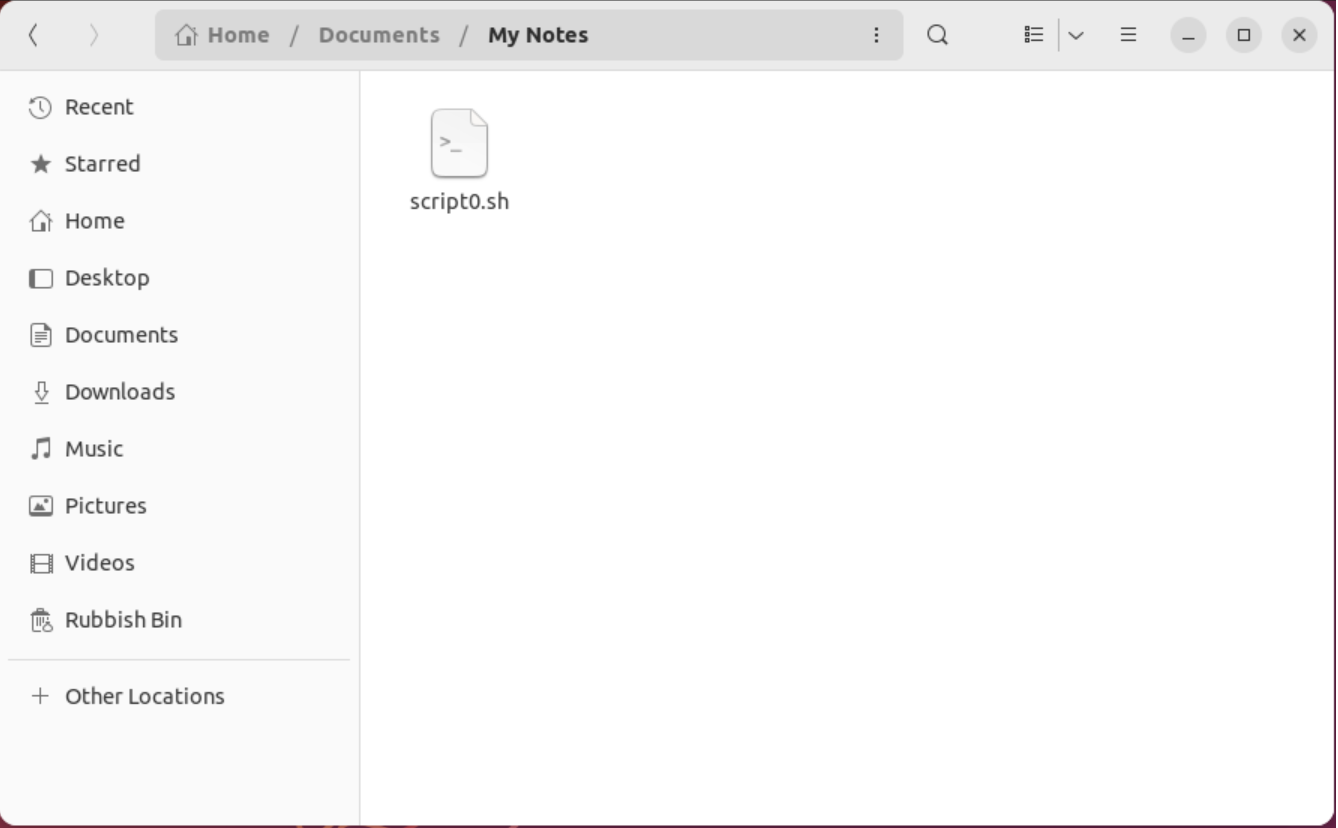 Home / Documents / My Notes
Recent
Starred
Home
Desktop
Documents
Downloads
Music
Pictures
Videos
Rubbish Bin
Other Locations
>_
script0.sh